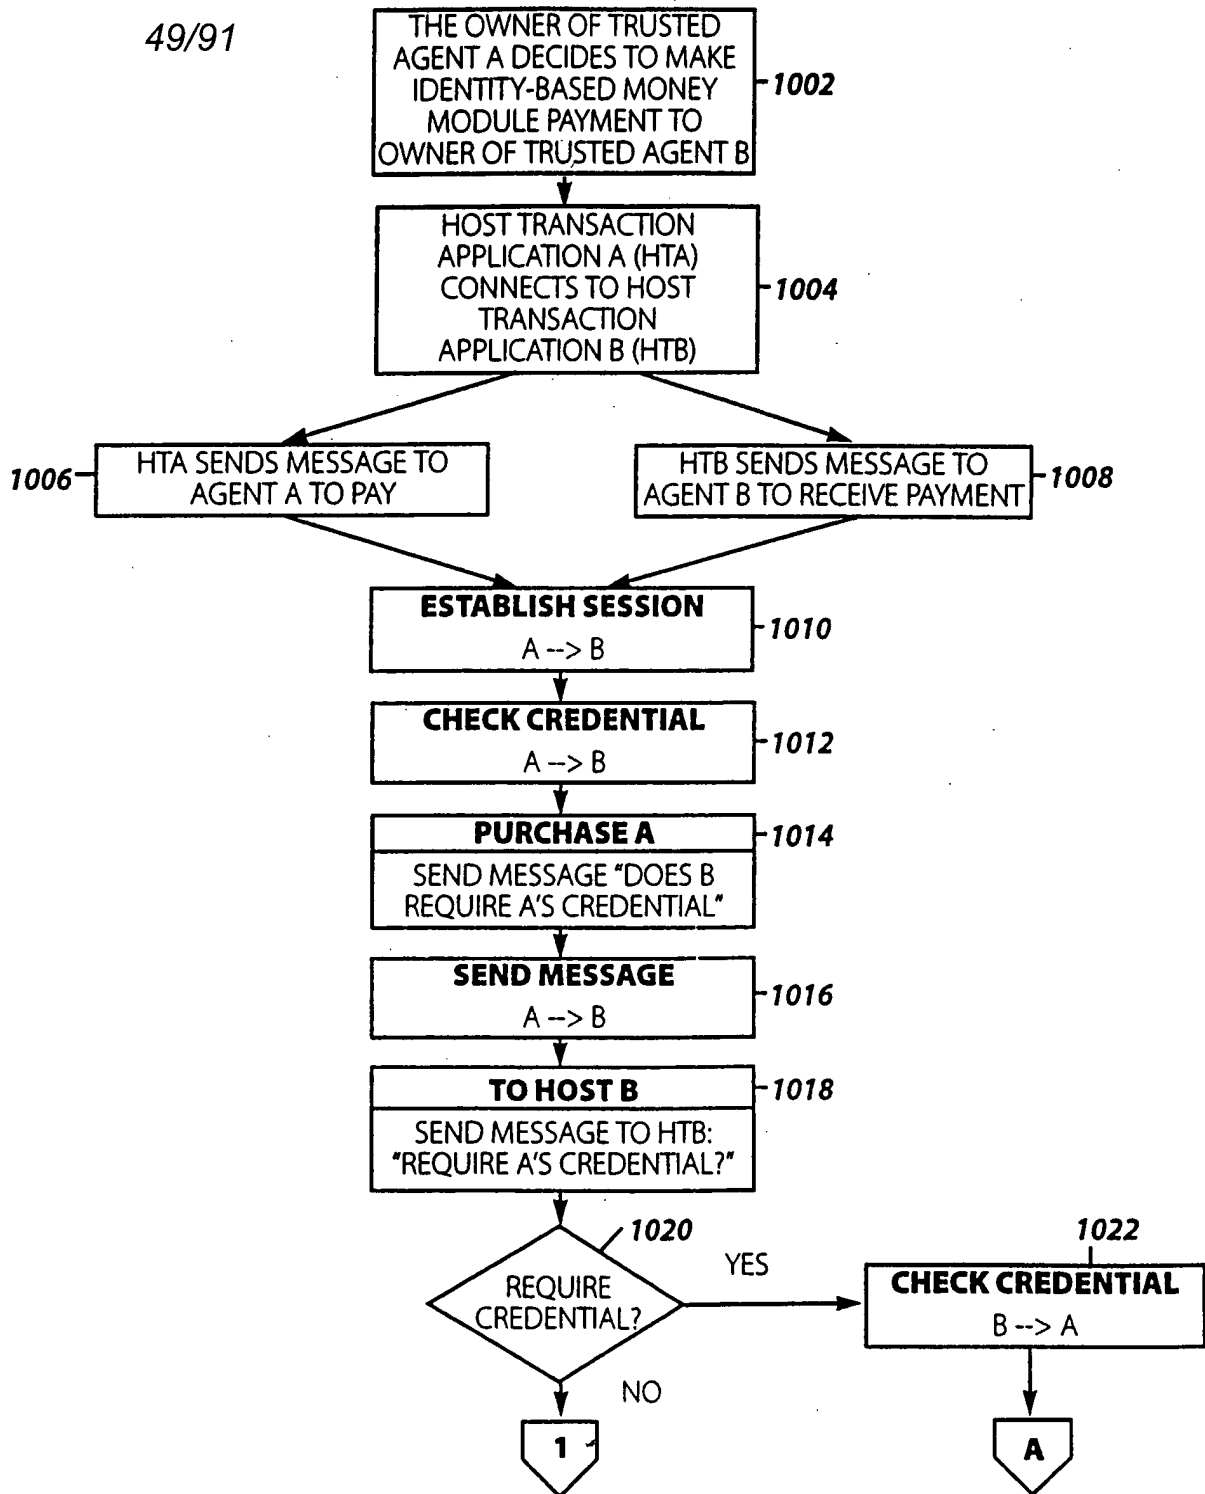 49/91
THE OWNER OF TRUSTED
AGENT A DECIDES TO MAKE
IDENTITY-BASED MONEY
MODULE PAYMENT TO
OWNER OF TRUSTED AGENT B
1002
HOST TRANSACTION
APPLICATION A (HTA)
CONNECTS TO HOST
TRANSACTION
APPLICATION B (HTB)
1004
1006
HTA SENDS MESSAGE TO
AGENT A TO PAY
HTB SENDS MESSAGE TO
AGENT B TO RECEIVE PAYMENT
1008
ESTABLISH SESSION
A --> B
1010
CHECK CREDENTIAL
A --> B
1012
PURCHASE A
1014
SEND MESSAGE "DOES B
REQUIRE A'S CREDENTIAL"
SEND MESSAGE
A --> B
1016
TO HOST B
1018
SEND MESSAGE TO HTB:
"REQUIRE A'S CREDENTIAL?"
1020
REQUIRE
CREDENTIAL?
YES
1022
CHECK CREDENTIAL
B --> A
NO
1
A